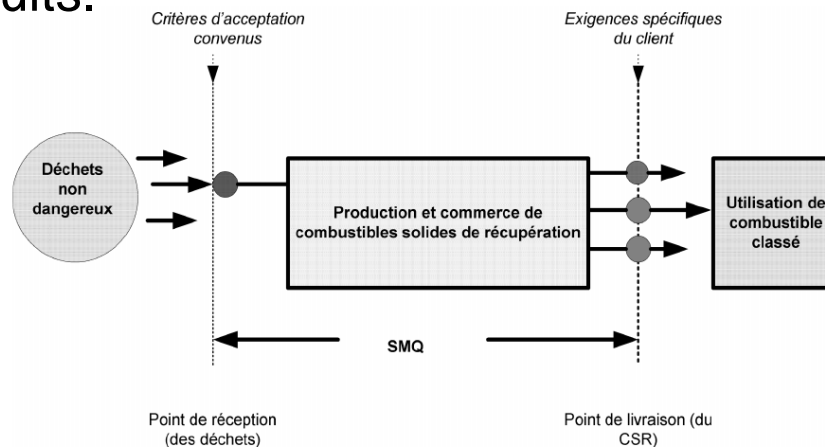 Critères d'acceptation
convenus
Exigences spécifiques
du client
Déchets
non
dangereux
Production et commerce de
combustibles solides de récupération
Utilisation de
combustible
classé
SMQ
Point de réception
(des déchets)
Point de livraison (du
CSR)